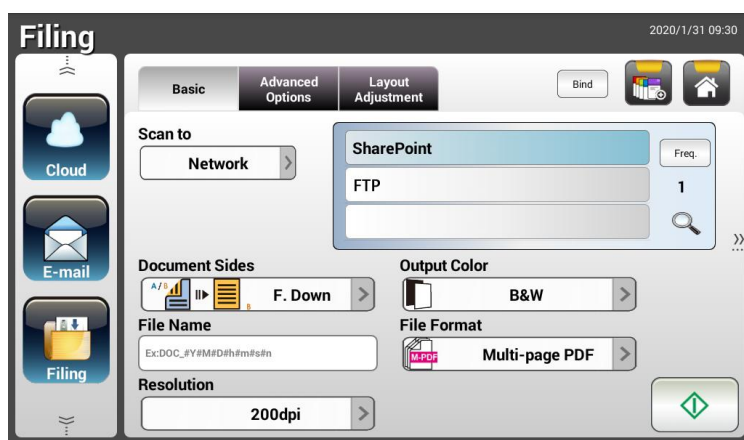 Filing
2020/1/31 09:30
Basic
Advanced
Options
Layout
Adjustment
Bind
Cloud
E-mail
Filing
Scan to
Network
SharePoint
FTP
Freq.
1
Document Sides
A/B
B
F. Down
Output Color
B&W
File Name
Ex:DOC_#Y#M#D#h#m#s#n
File Format
M-PDF
Multi-page PDF
Resolution
200dpi